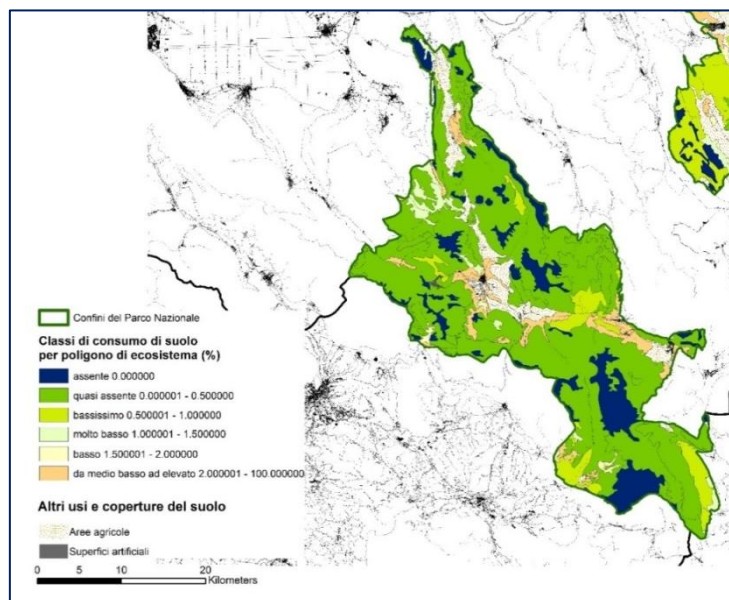 Confini del Parco Nazionale
Classi di consumo di suolo
per poligono di ecosistema (%)
assente 0.000000
quasi assente 0.000001 - 0.500000
bassissimo 0.500001 - 1.000000
molto basso 1.000001 - 1.500000
basso 1.500001 - 2.000000
da medio basso ad elevato 2.000001 - 100.000000
Altri usi e coperture del suolo
Aree agricole
Superfici artificiali
0 10 20
Kilometers